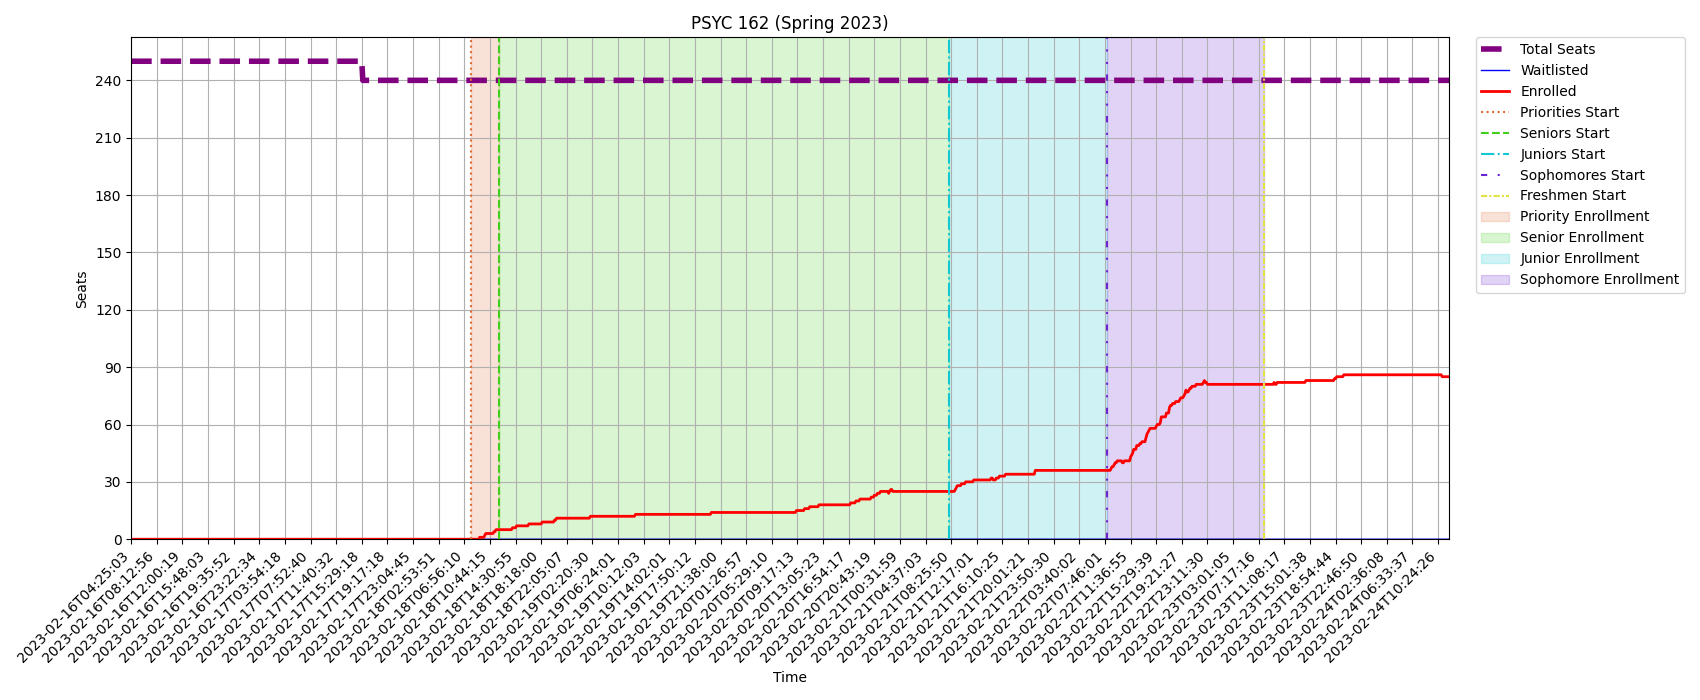 PSYC 162 (Spring 2023)
Total Seats
Waitlisted
Enrolled
Priorities Start
Seniors Start
Juniors Start
Sophomores Start
Freshmen Start
Priority Enrollment
Senior Enrollment
Junior Enrollment
Sophomore Enrollment
Seats
240
210
180
150
120
90
60
30
0
2023-02-16T04:25:03
2023-02-16T08:12:56
2023-02-16T12:00:19
2023-02-16T15:48:03
2023-02-16T19:35:52
2023-02-16T23:22:34
2023-02-17T03:54:18
2023-02-17T07:52:40
2023-02-17T11:40:32
2023-02-17T15:29:18
2023-02-17T19:17:18
2023-02-17T23:04:45
2023-02-18T02:53:51
2023-02-18T06:56:10
2023-02-18T10:44:15
2023-02-18T14:30:55
2023-02-18T18:18:00
2023-02-18T22:05:07
2023-02-19T02:20:30
2023-02-19T06:24:01
2023-02-19T10:12:03
2023-02-19T14:02:01
2023-02-19T17:50:12
2023-02-19T21:38:00
2023-02-20T01:26:57
2023-02-20T05:29:10
2023-02-20T09:17:13
2023-02-20T13:05:23
2023-02-20T16:54:17
2023-02-20T20:43:19
2023-02-21T00:31:59
2023-02-21T04:37:03
2023-02-21T08:25:50
2023-02-21T12:17:01
2023-02-21T16:10:25
2023-02-21T20:01:21
2023-02-21T23:50:30
2023-02-22T03:40:02
2023-02-22T07:46:01
2023-02-22T11:36:55
2023-02-22T15:29:39
2023-02-22T19:21:27
2023-02-22T23:11:30
2023-02-23T03:01:05
2023-02-23T07:17:16
2023-02-23T11:08:17
2023-02-23T15:01:38
2023-02-23T18:54:44
2023-02-23T22:46:50
2023-02-24T02:36:08
2023-02-24T06:33:37
2023-02-24T10:24:26
Time